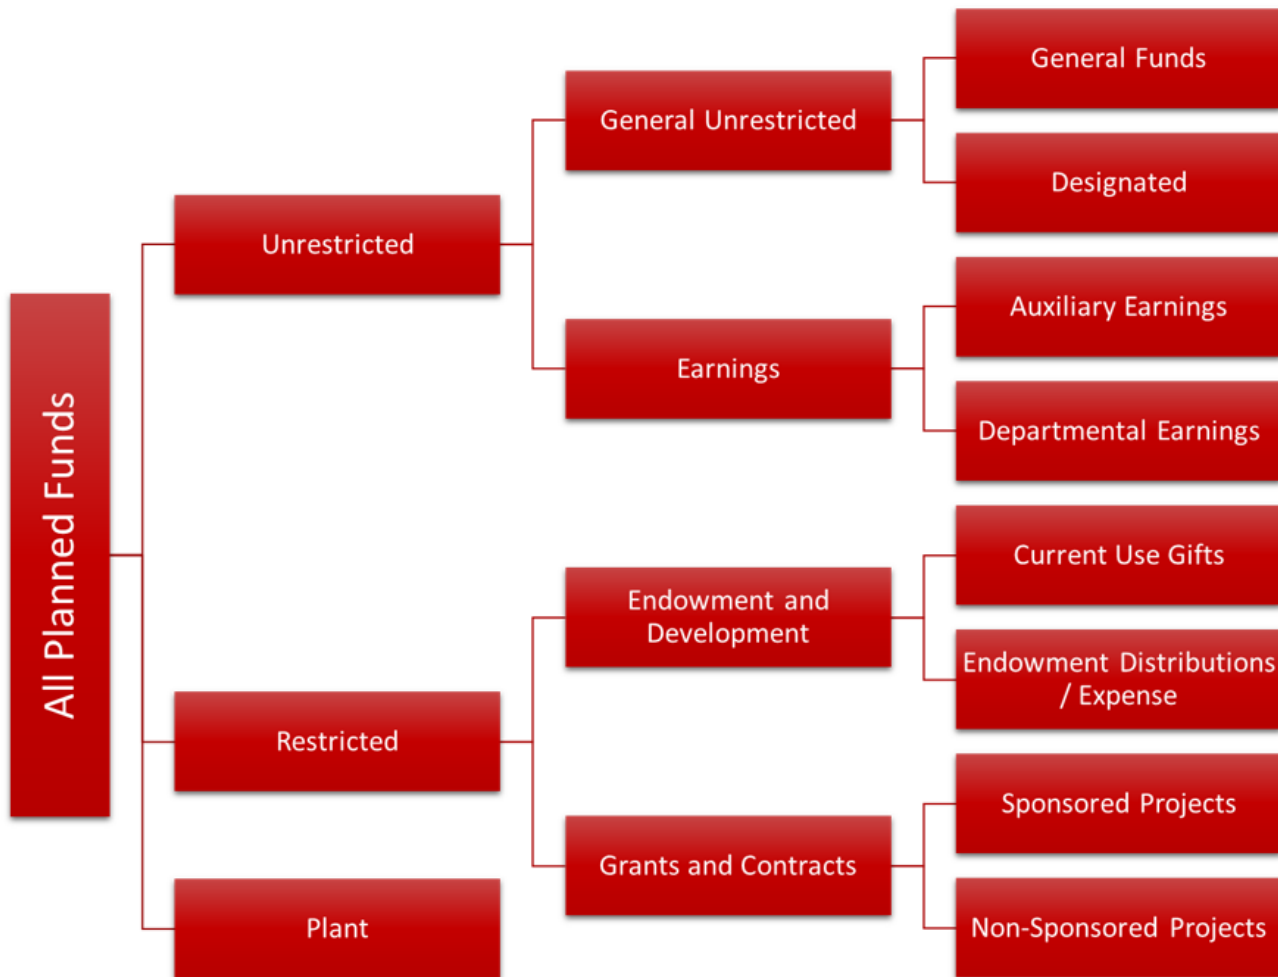 All Planned Funds
Unrestricted
General Unrestricted
General Funds
Designated
Earnings
Auxiliary Earnings
Departmental Earnings
Restricted
Endowment and
Development
Current Use Gifts
Endowment Distributions
/ Expense
Grants and Contracts
Sponsored Projects
Non-Sponsored Projects
Plant